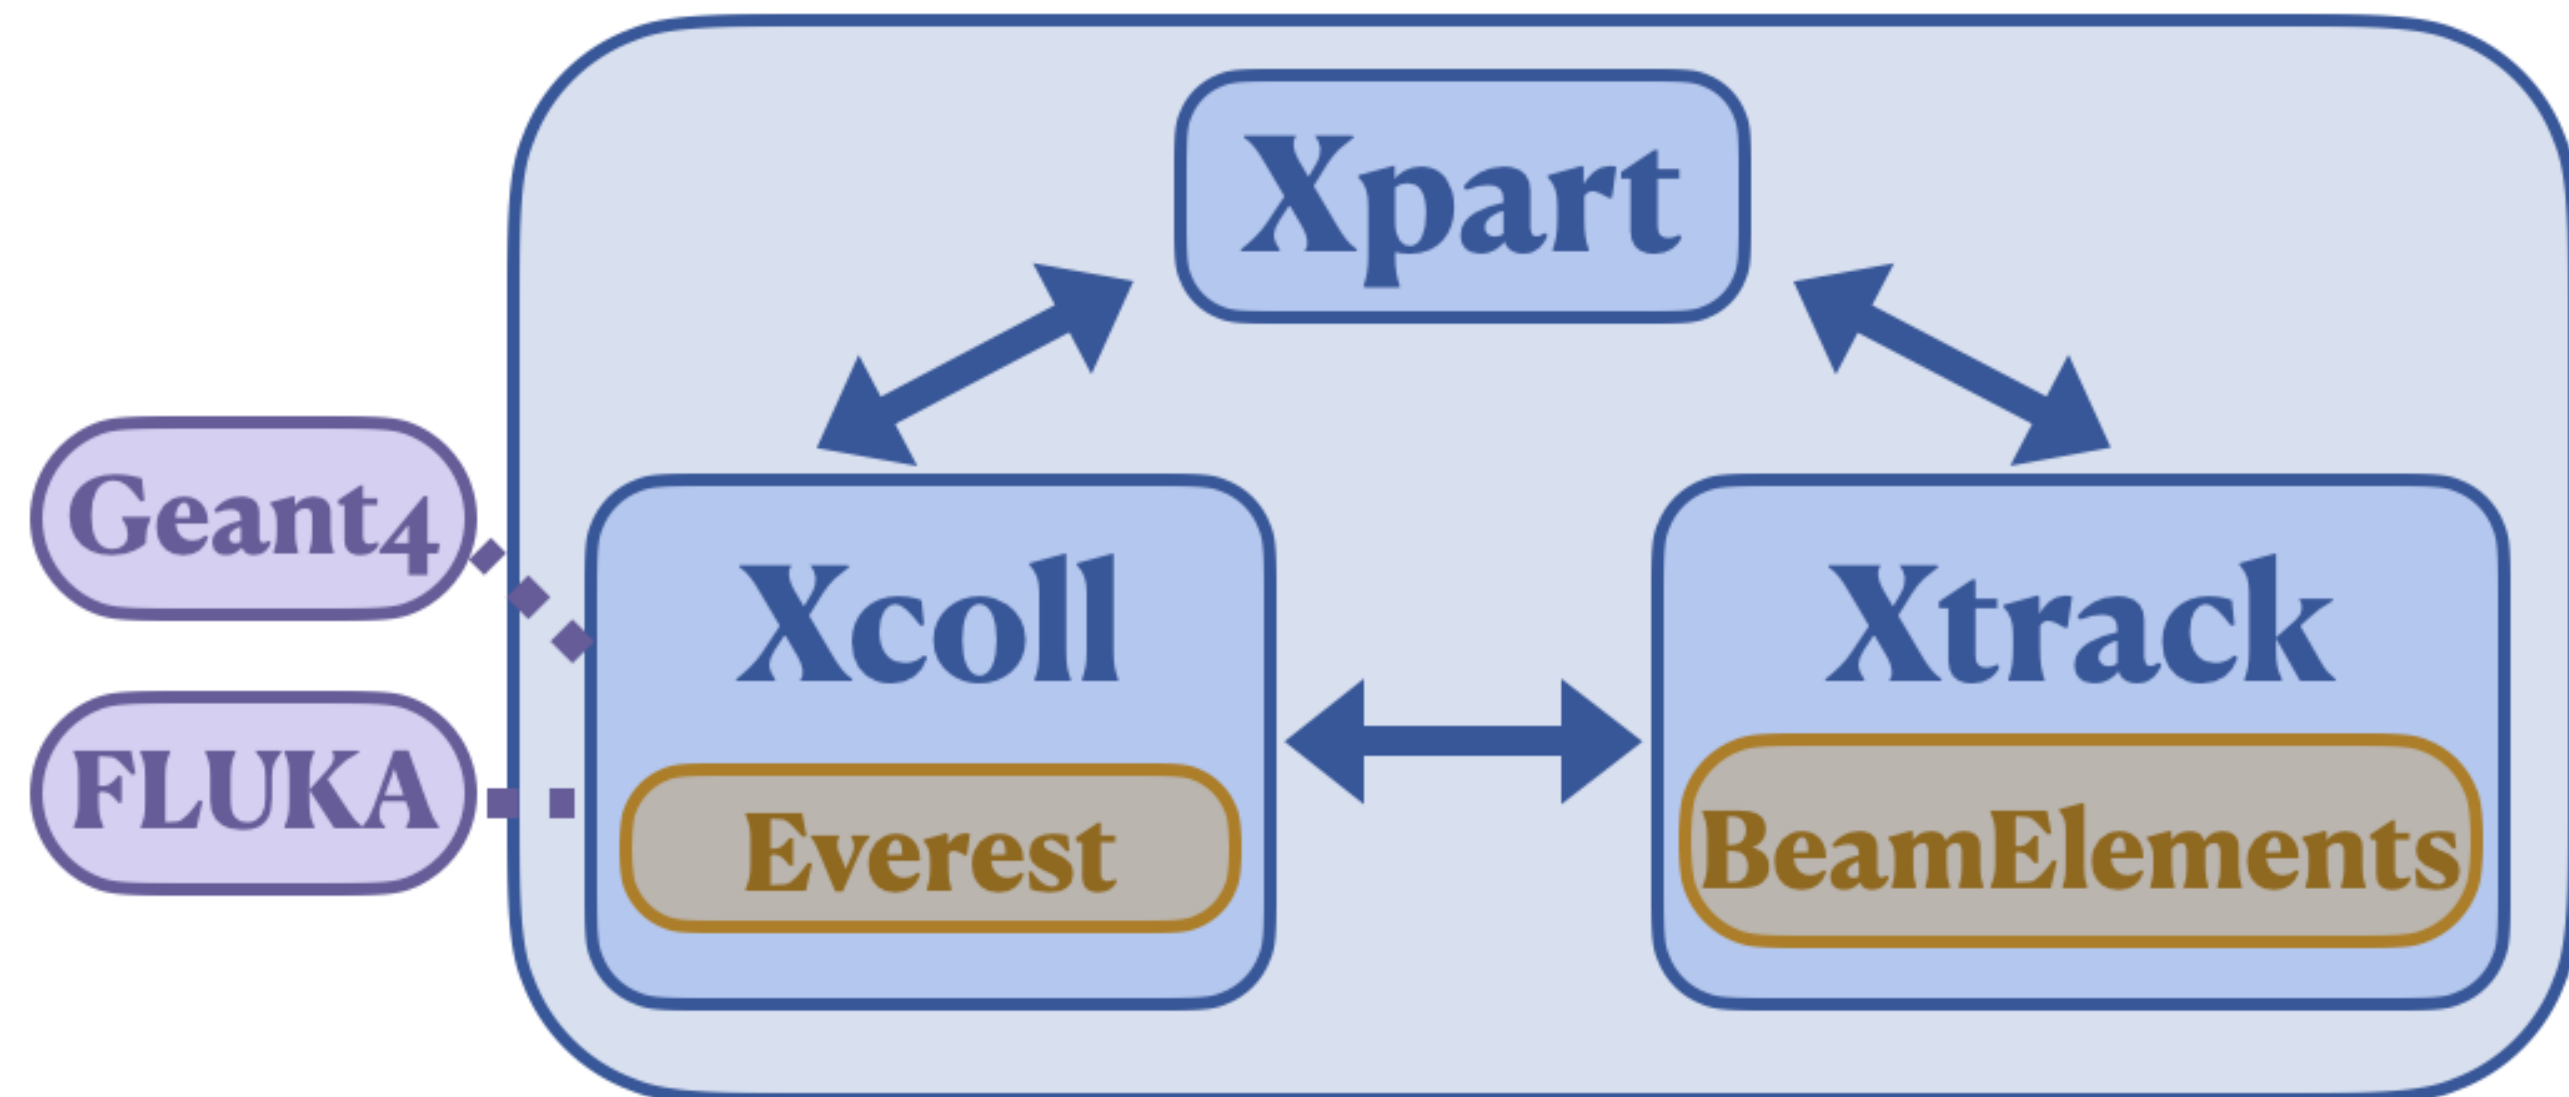 Xpart
Geant4
FLUKA
Xcoll
Everest
Xtrack
BeamElements